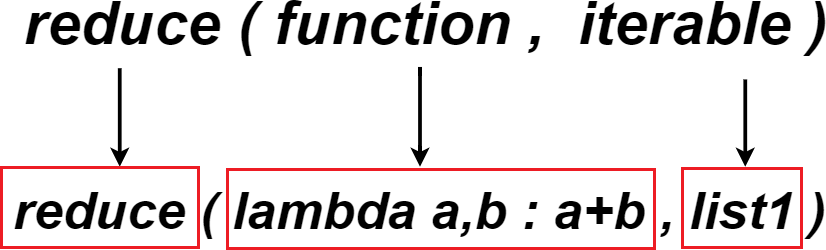 reduce ( function , iterable )
reduce ( lambda a,b : a+b , list1 )